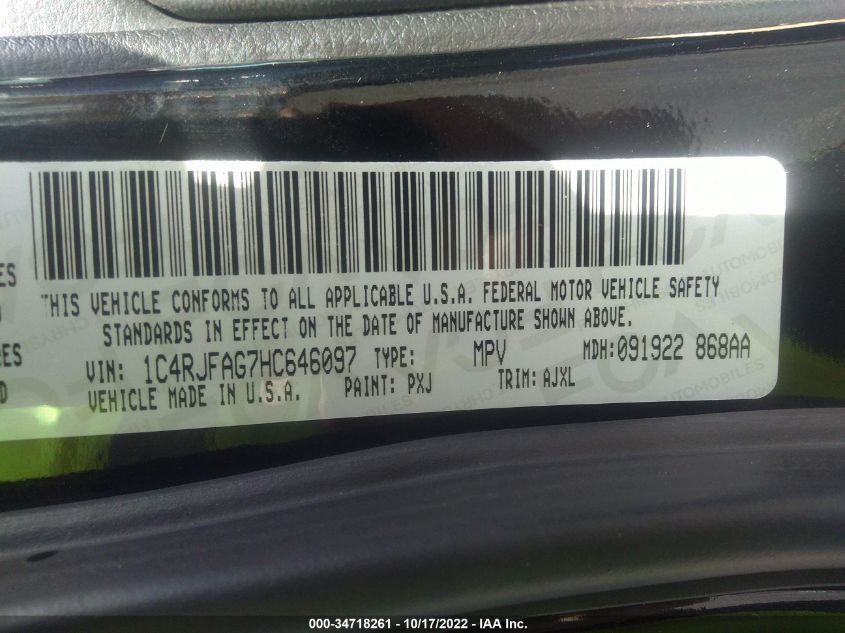 ES
RES
D
THIS VEHICLE CONFORMS TO ALL APPLICABLE U.S.A. FEDERAL MOTOR VEHICLE SAFETY
STANDARDS IN EFFECT ON THE DATE OF MANUFACTURE SHOWN ABOVE.
VIN: 1C4RJFAG7HC646097 TYPE: MPV MDH:091922 868AA
VEHICLE MADE IN U.S.A. PAINT: PXJ TRIM: AJXL
000-34718261 - 10/17/2022 - IAA Inc.